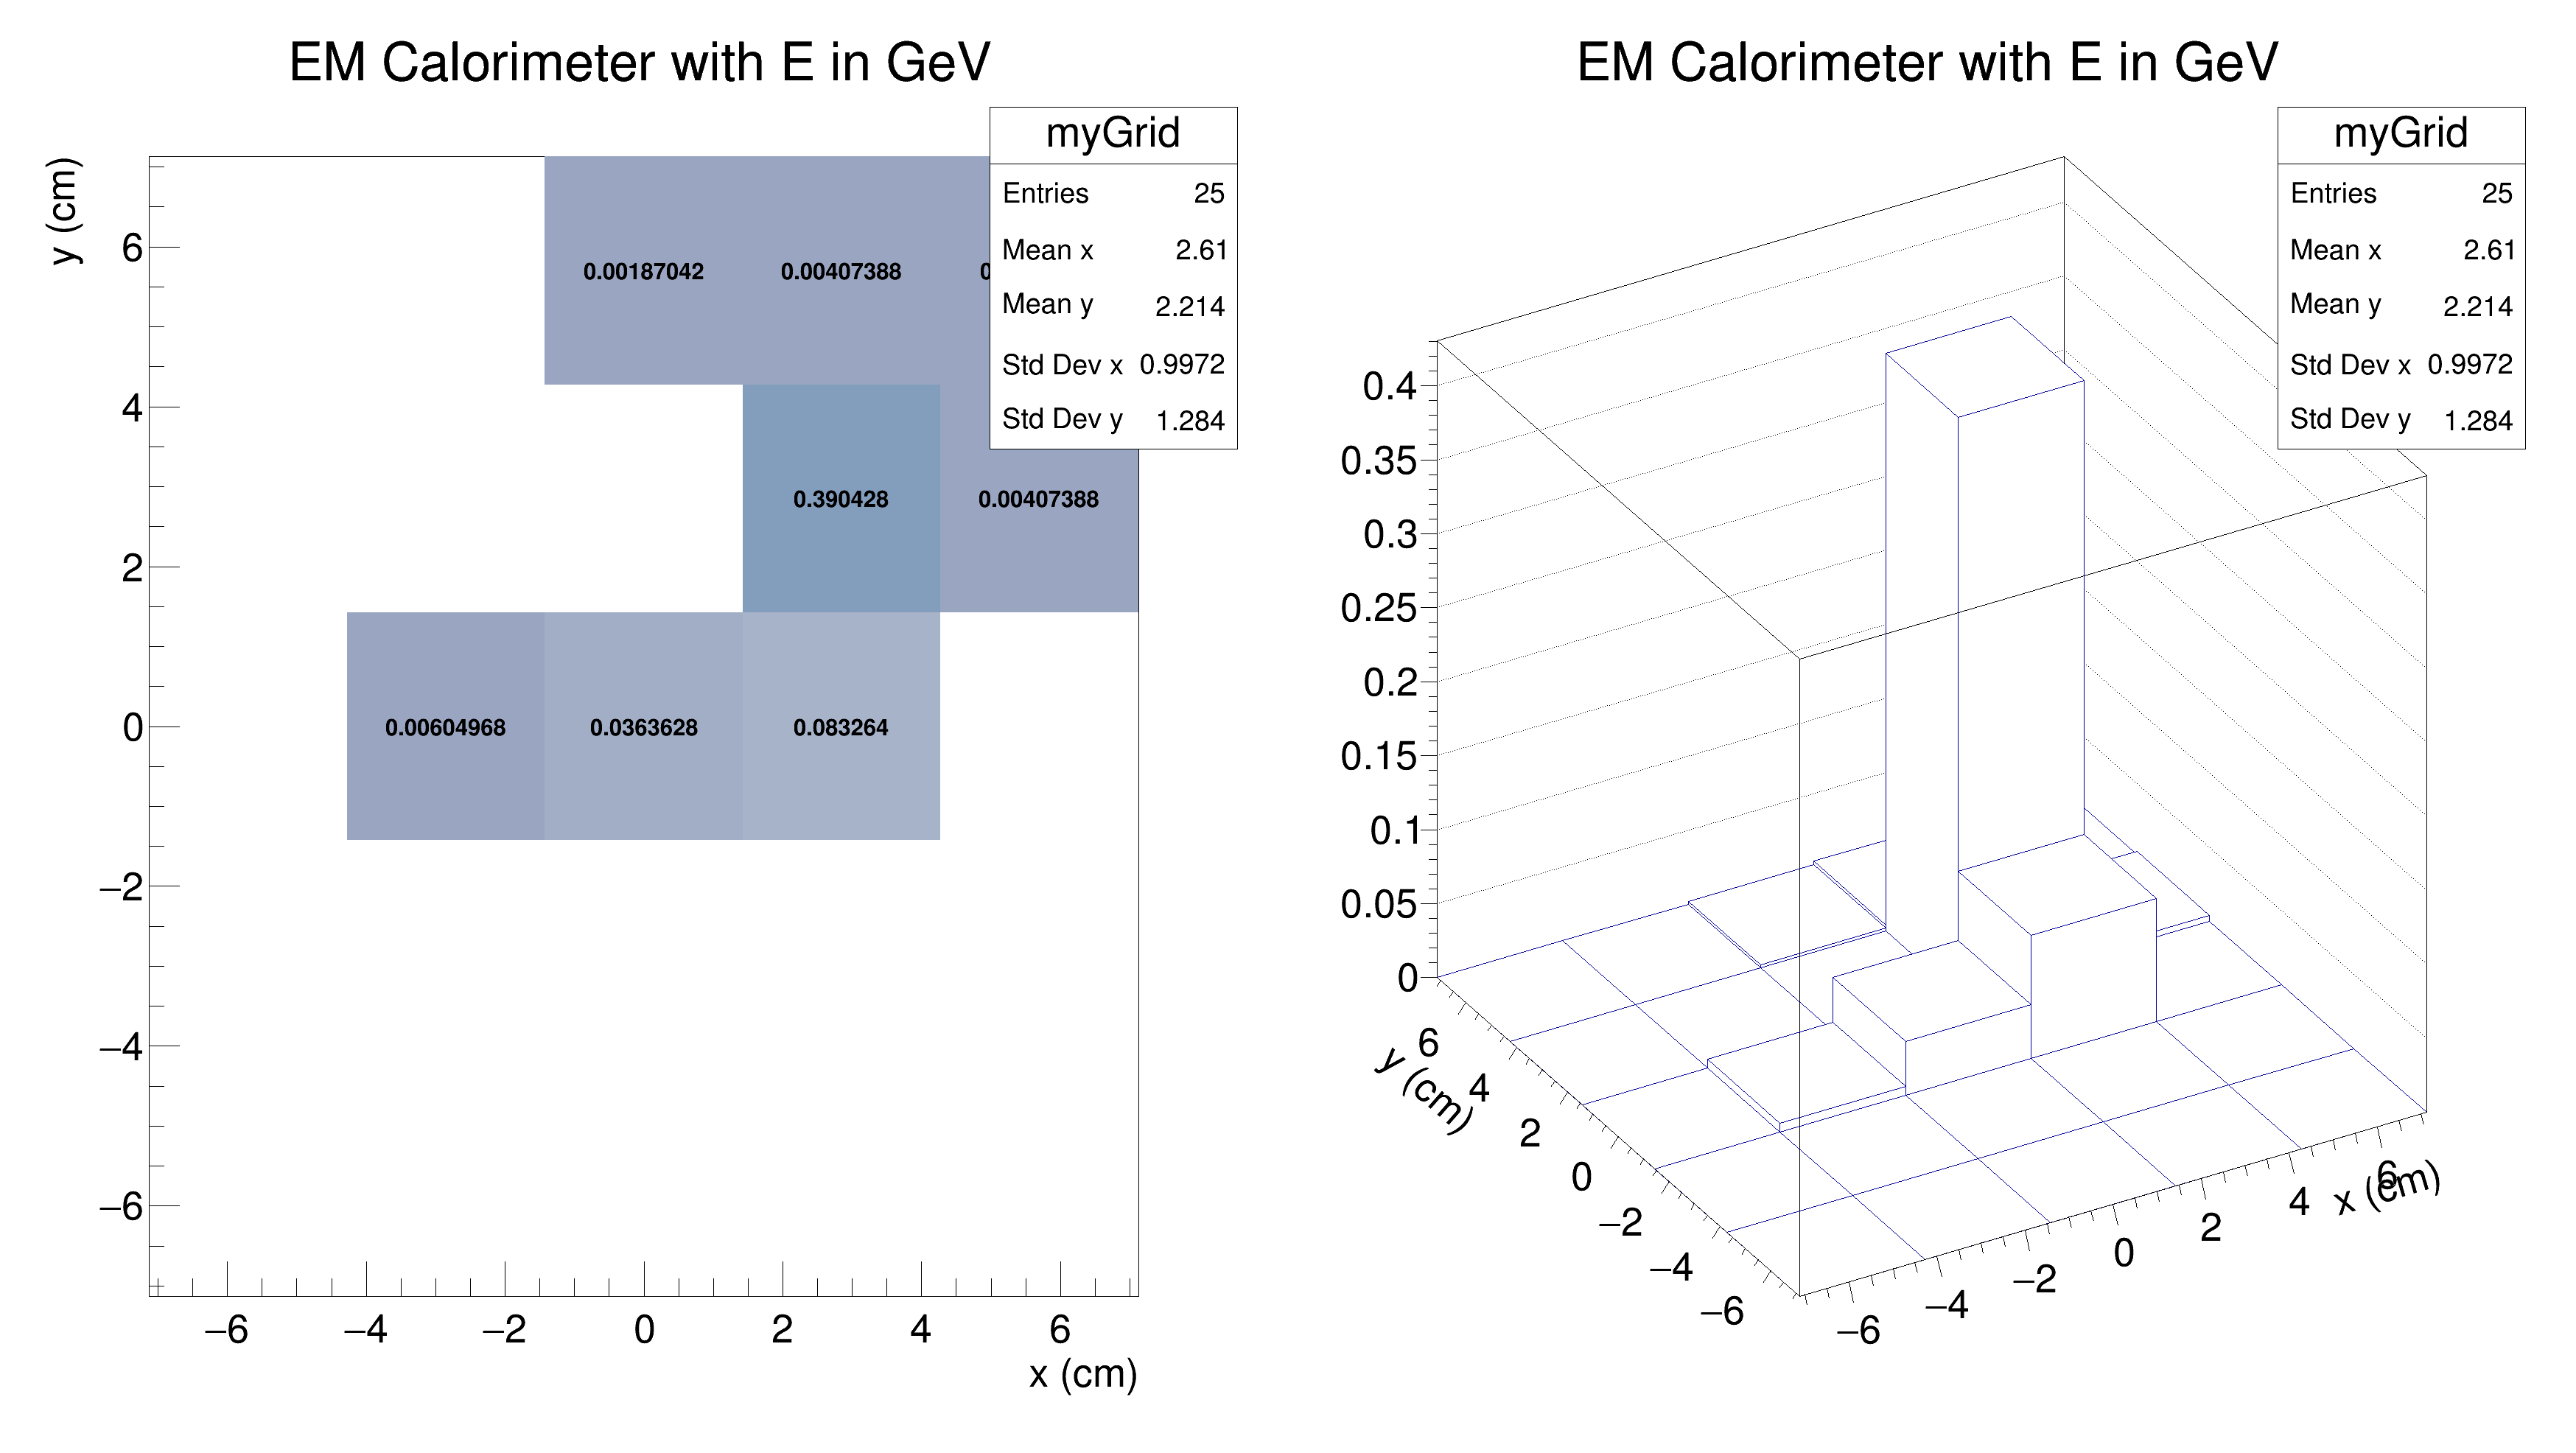 EM Calorimeter with E in GeV
myGrid
Entries 25
Mean x 2.61
Mean y 2.214
Std Dev x 0.9972
Std Dev y 1.284
y (cm)
6
4
2
0
−2
−4
−6
0.00187042 0.00407388
0.390428 0.00407388
0.00604968 0.0363628 0.083264
−6 −4 −2 0 2 4 6
x (cm)
EM Calorimeter with E in GeV
myGrid
Entries 25
Mean x 2.61
Mean y 2.214
Std Dev x 0.9972
Std Dev y 1.284
0.4
0.35
0.3
0.25
0.2
0.15
0.1
0.05
0
y (cm)
6
4
2
0
−2
−4
−6
−6 −4 −2 0 2 4 6
x (cm)